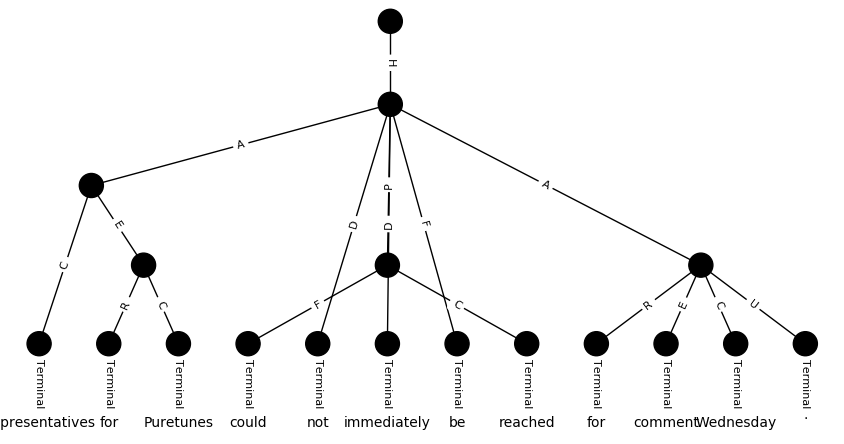 H
A
A
P
D
D
F
E
C
R
C
F
C
R
E
C
U
Terminal Terminal Terminal Terminal Terminal Terminal Terminal Terminal Terminal Terminal Terminal Terminal
presentatives for Puretunes could not immediately be reached for comment Wednesday .